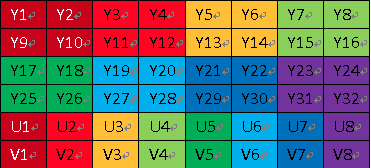 Y1 Y2 Y3 Y4 Y5 Y6 Y7 Y8
Y9 Y10 Y11 Y12 Y13 Y14 Y15 Y16
Y17 Y18 Y19 Y20 Y21 Y22 Y23 Y24
Y25 Y26 Y27 Y28 Y29 Y30 Y31 Y32
U1 U2 U3 U4 U5 U6 U7 U8
V1 V2 V3 V4 V5 V6 V7 V8